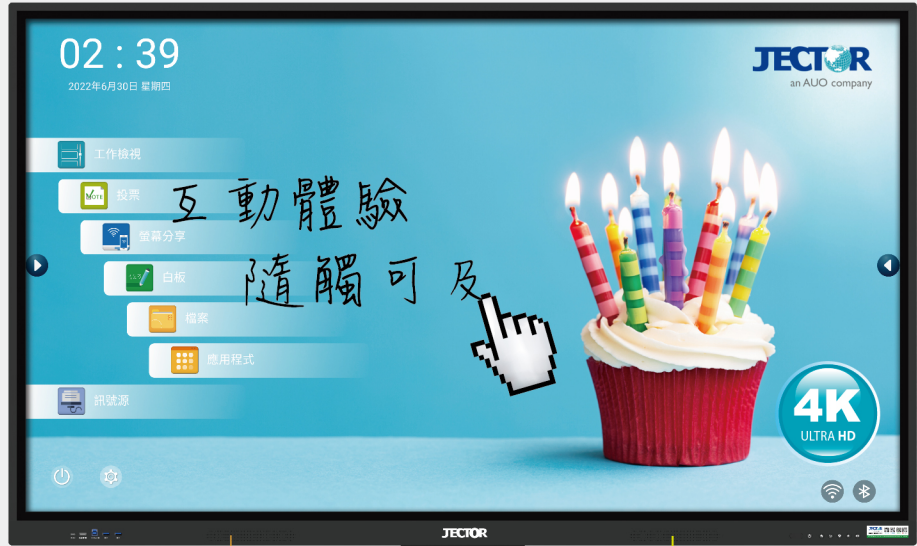 02 : 39
2022年6月30日 星期四
JECTOR
an AUO company
工作檢視
VOTE
投票
螢幕分享
白板
檔案
應用程式
訊號源
互動體驗
隨觸可及
4K
ULTRA HD
JECTOR